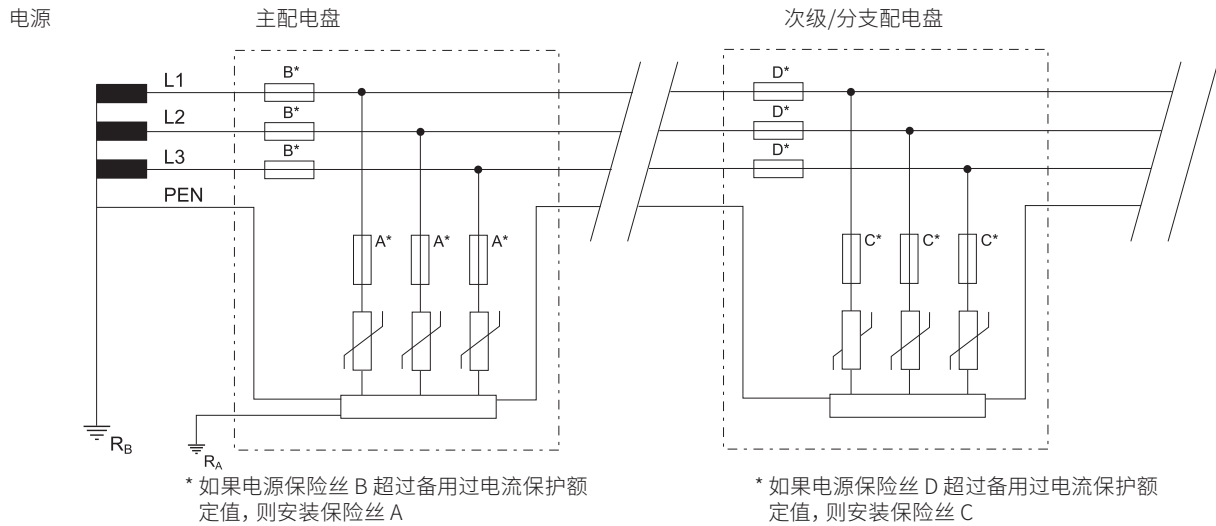 电源
主配电盘
次级/分支配电盘
L1
B*
D*
L2
B*
D*
L3
B*
D*
PEN
A* A* A*
C* C* C*
RB
RA
* 如果电源保险丝 B 超过备用过电流保护额
定值，则安装保险丝 A
* 如果电源保险丝 D 超过备用过电流保护额
定值，则安装保险丝 C